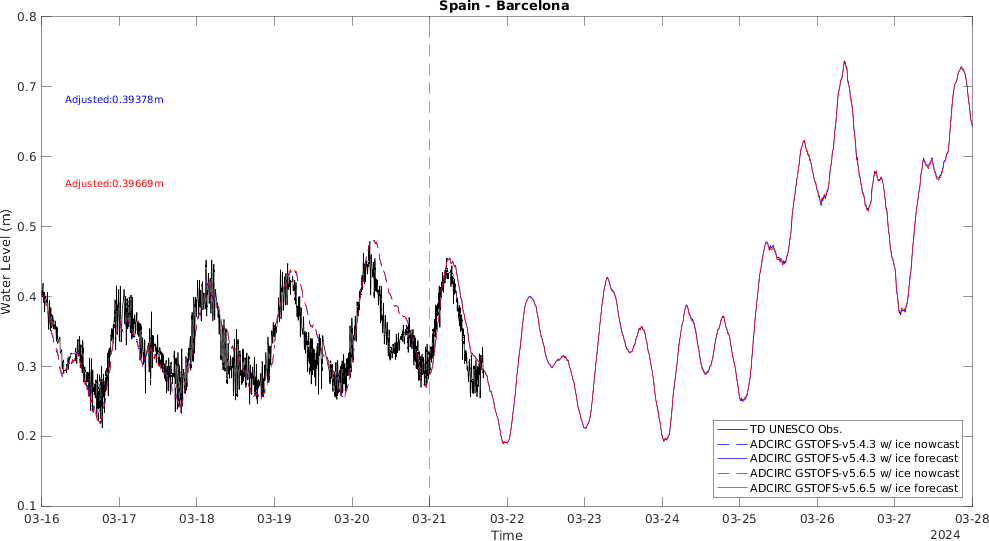 Spain - Barcelona
0.8
0.7
0.6
0.5
0.4
0.3
0.2
0.1
Water Level (m)
Adjusted:0.39378m
Adjusted:0.39669m
TD UNESCO Obs.
ADCIRC GSTOFS-v5.4.3 w/ ice nowcast
ADCIRC GSTOFS-v5.4.3 w/ ice forecast
ADCIRC GSTOFS-v5.6.5 w/ ice nowcast
ADCIRC GSTOFS-v5.6.5 w/ ice forecast
03-16 03-17 03-18 03-19 03-20 03-21 03-22 03-23 03-24 03-25 03-26 03-27 03-28
Time
2024